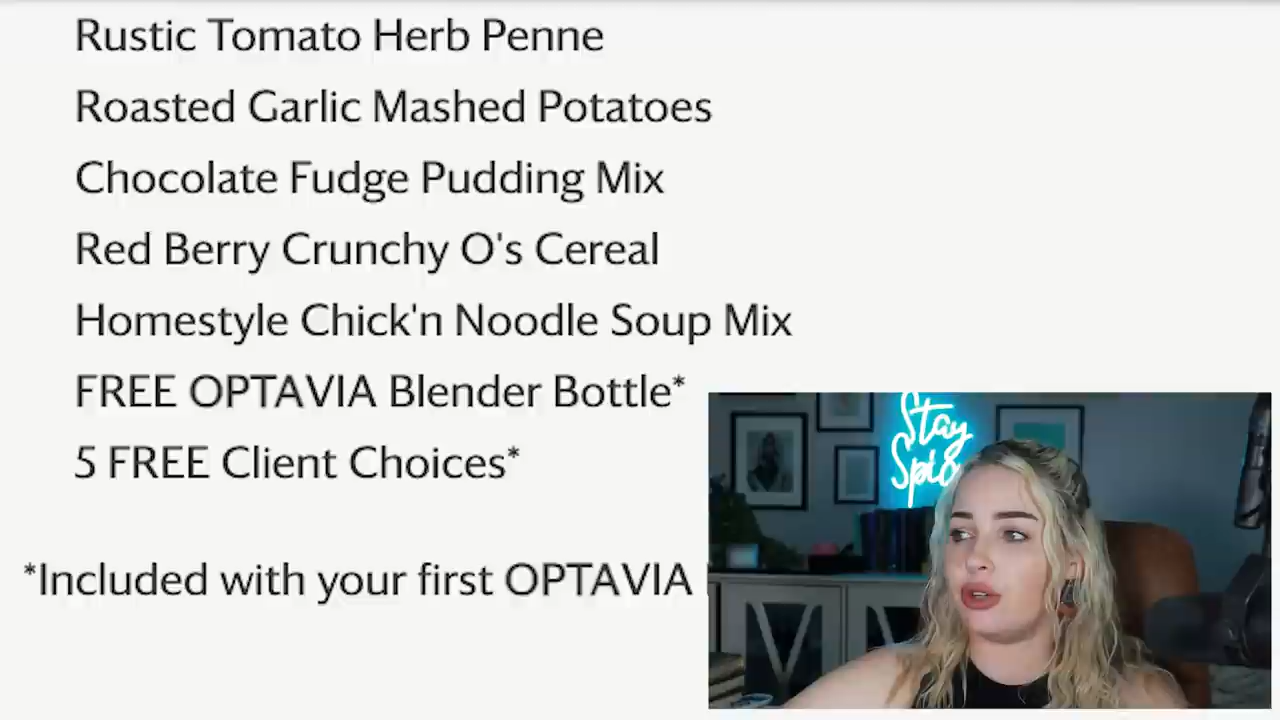 Rustic Tomato Herb Penne
Roasted Garlic Mashed Potatoes
Chocolate Fudge Pudding Mix
Red Berry Crunchy O's Cereal
Homestyle Chick'n Noodle Soup Mix
FREE OPTAVIA Blender Bottle*
5 FREE Client Choices*
*Included with your first OPTAVIA
Stay